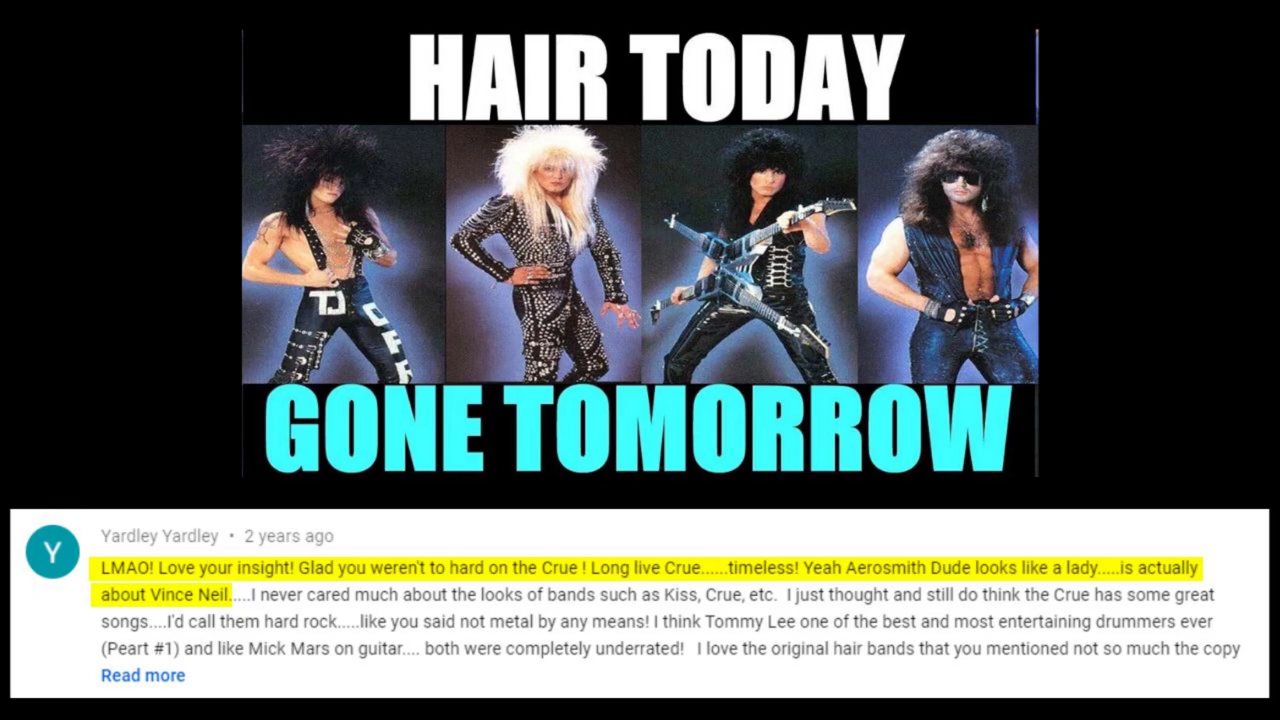 HAIR TODAY
GONE TOMORROW
Y
Yardley Yardley • 2 years ago
LMAO! Love your insight! Glad you weren't to hard on the Crue ! Long live Crue......timeless! Yeah Aerosmith Dude looks like a lady.....is actually
about Vince Neil.....I never cared much about the looks of bands such as Kiss, Crue, etc. I just thought and still do think the Crue has some great
songs....I'd call them hard rock.....like you said not metal by any means! I think Tommy Lee one of the best and most entertaining drummers ever
(Peart #1) and like Mick Mars on guitar.... both were completely underrated! I love the original hair bands that you mentioned not so much the copy
Read more